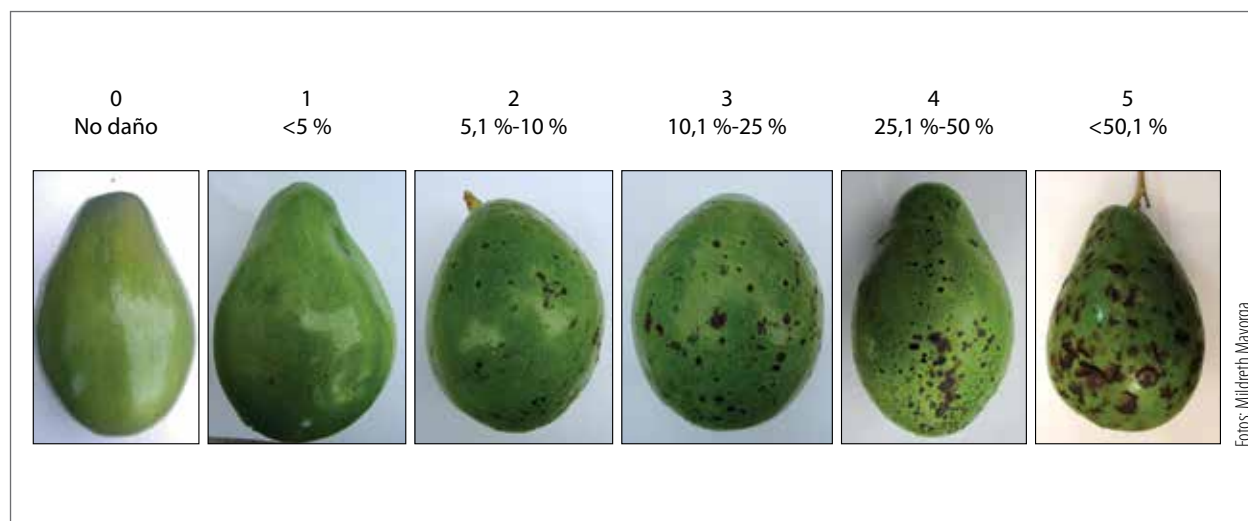 0
No daño
1
<5 %
2
5,1 %-10 %
3
10,1 %-25 %
4
25,1 %-50 %
5
<50,1 %
Fotos: Mildreth Mayorga